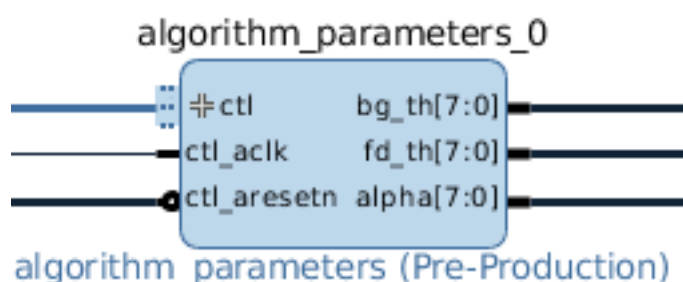 algorithm_parameters_0
ctl bg_th[7:0]
ctl_aclk fd_th[7:0]
ctl_aresetn alpha[7:0]
algorithm_parameters (Pre-Production)